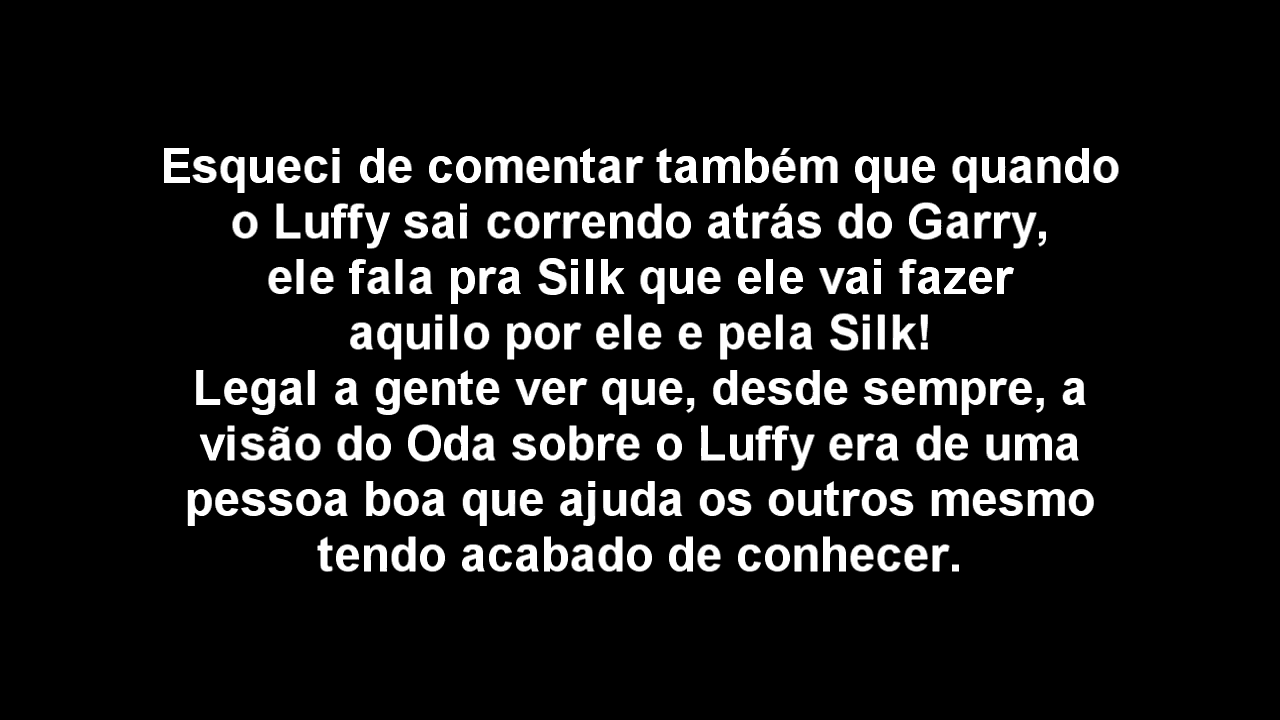 Esqueci de comentar também que quando
o Luffy sai correndo atrás do Garry,
ele fala pra Silk que ele vai fazer
aquilo por ele e pela Silk!
Legal a gente ver que, desde sempre, a
visão do Oda sobre o Luffy era de uma
pessoa boa que ajuda os outros mesmo
tendo acabado de conhecer.